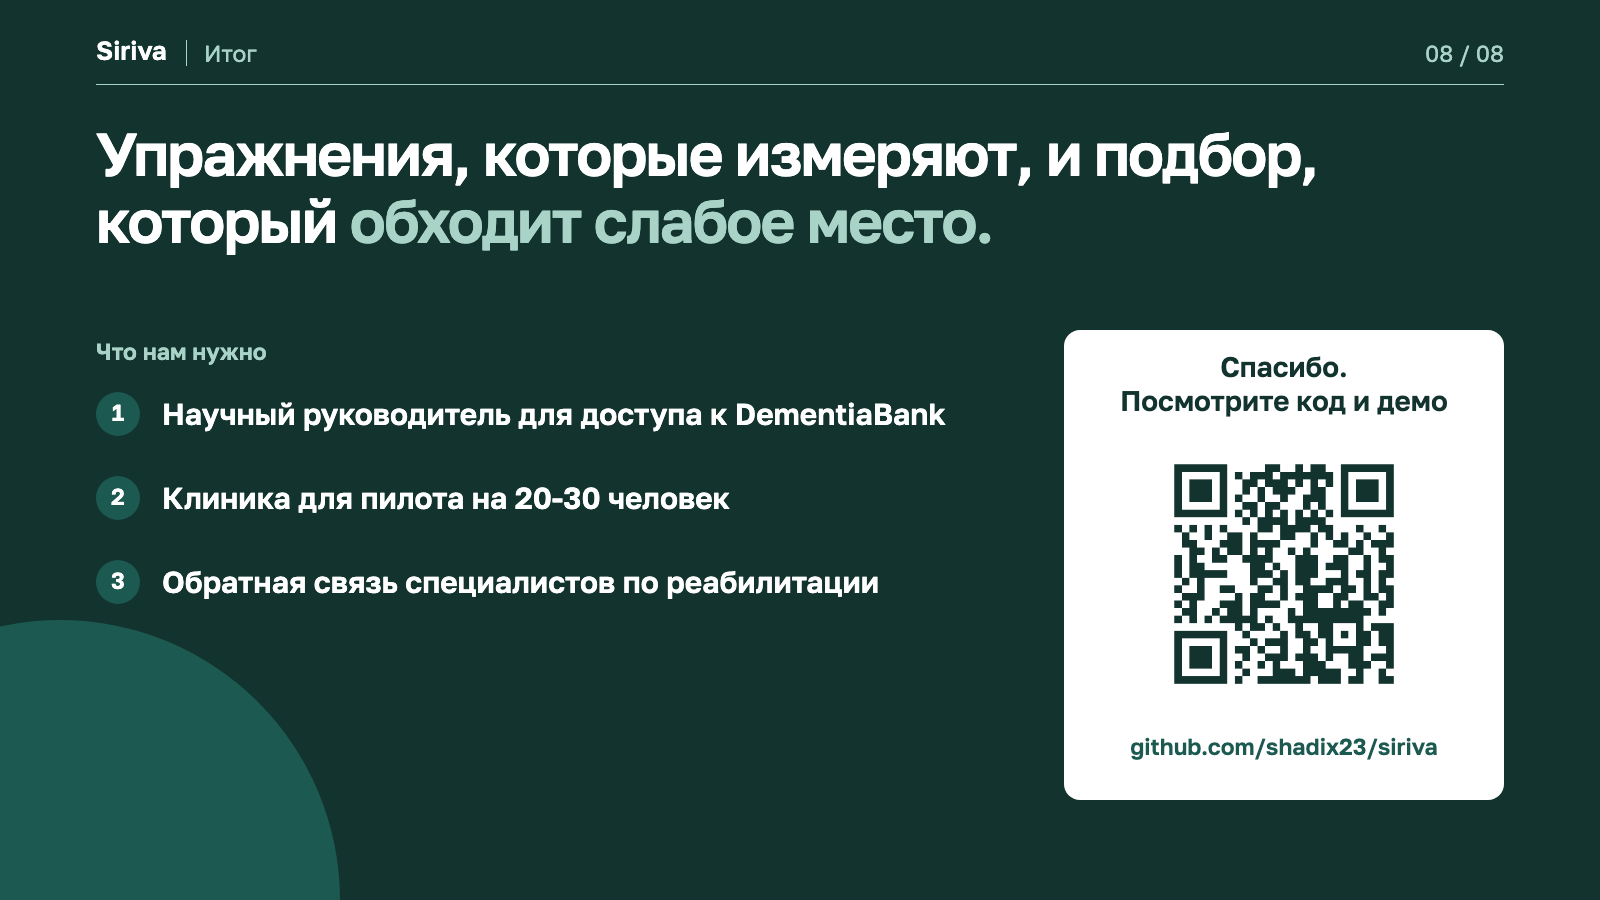 Siriva | Итог
08 / 08
Упражнения, которые измеряют, и подбор,
который обходит слабое место.
Что нам нужно
1 Научный руководитель для доступа к DementiaBank
2 Клиника для пилота на 20-30 человек
3 Обратная связь специалистов по реабилитации
Спасибо.
Посмотрите код и демо
github.com/shadix23/siriva